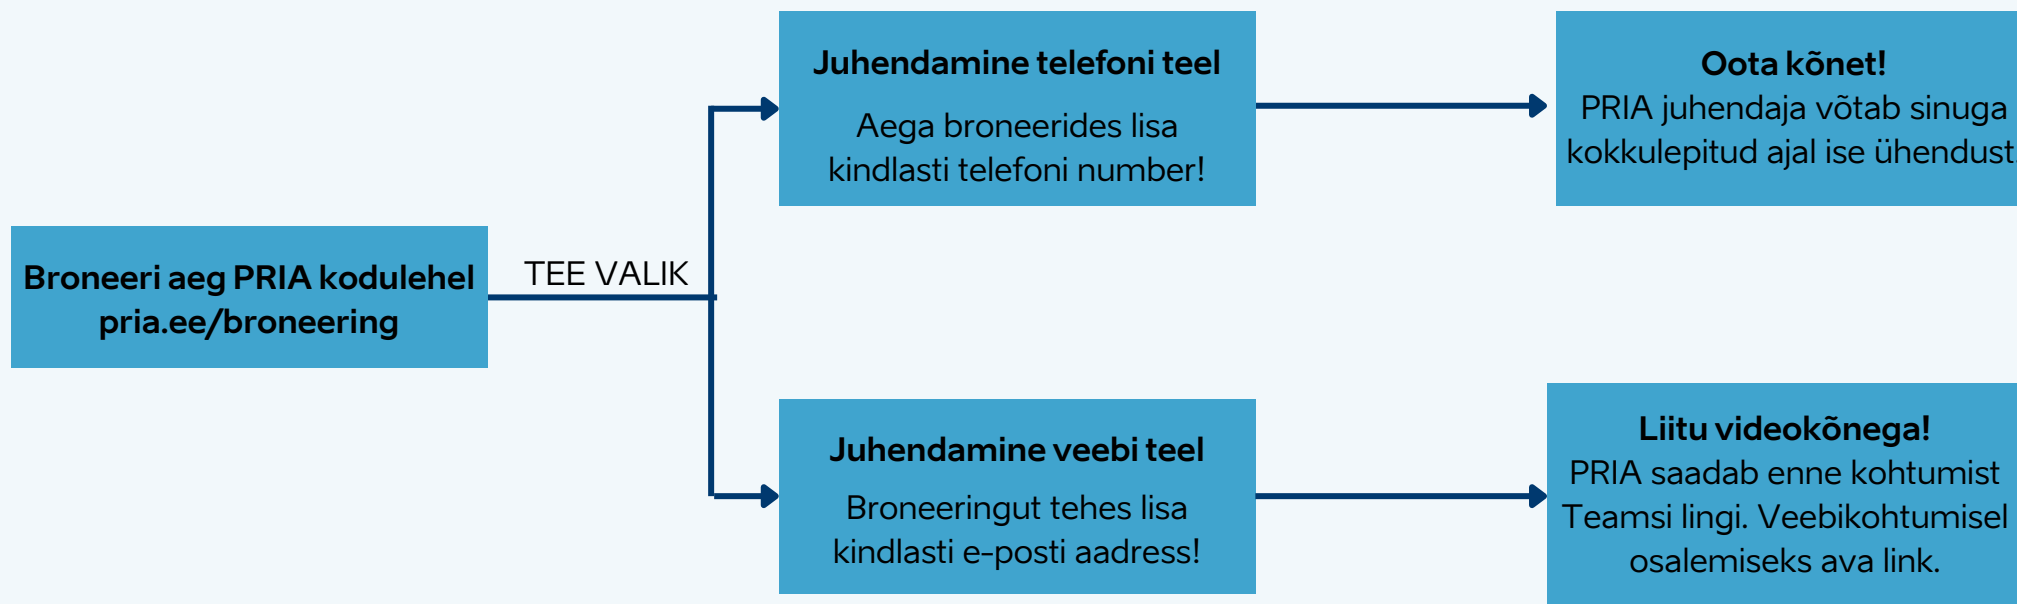 Broneeri aeg PRIA kodulehel
pria.ee/broneering
TEE VALIK
Juhendamine telefoni teel
Aega broneerides lisa
kindlasti telefoni number!
Oota kõnet!
PRIA juhendaja võtab sinuga
kokkulepitud ajal ise ühendust.
Juhendamine veebi teel
Broneeringut tehes lisa
kindlasti e-posti aadress!
Liitu videokõnega!
PRIA saadab enne kohtumist
Teamsi lingi. Veebikohtumisel
osalemiseks ava link.